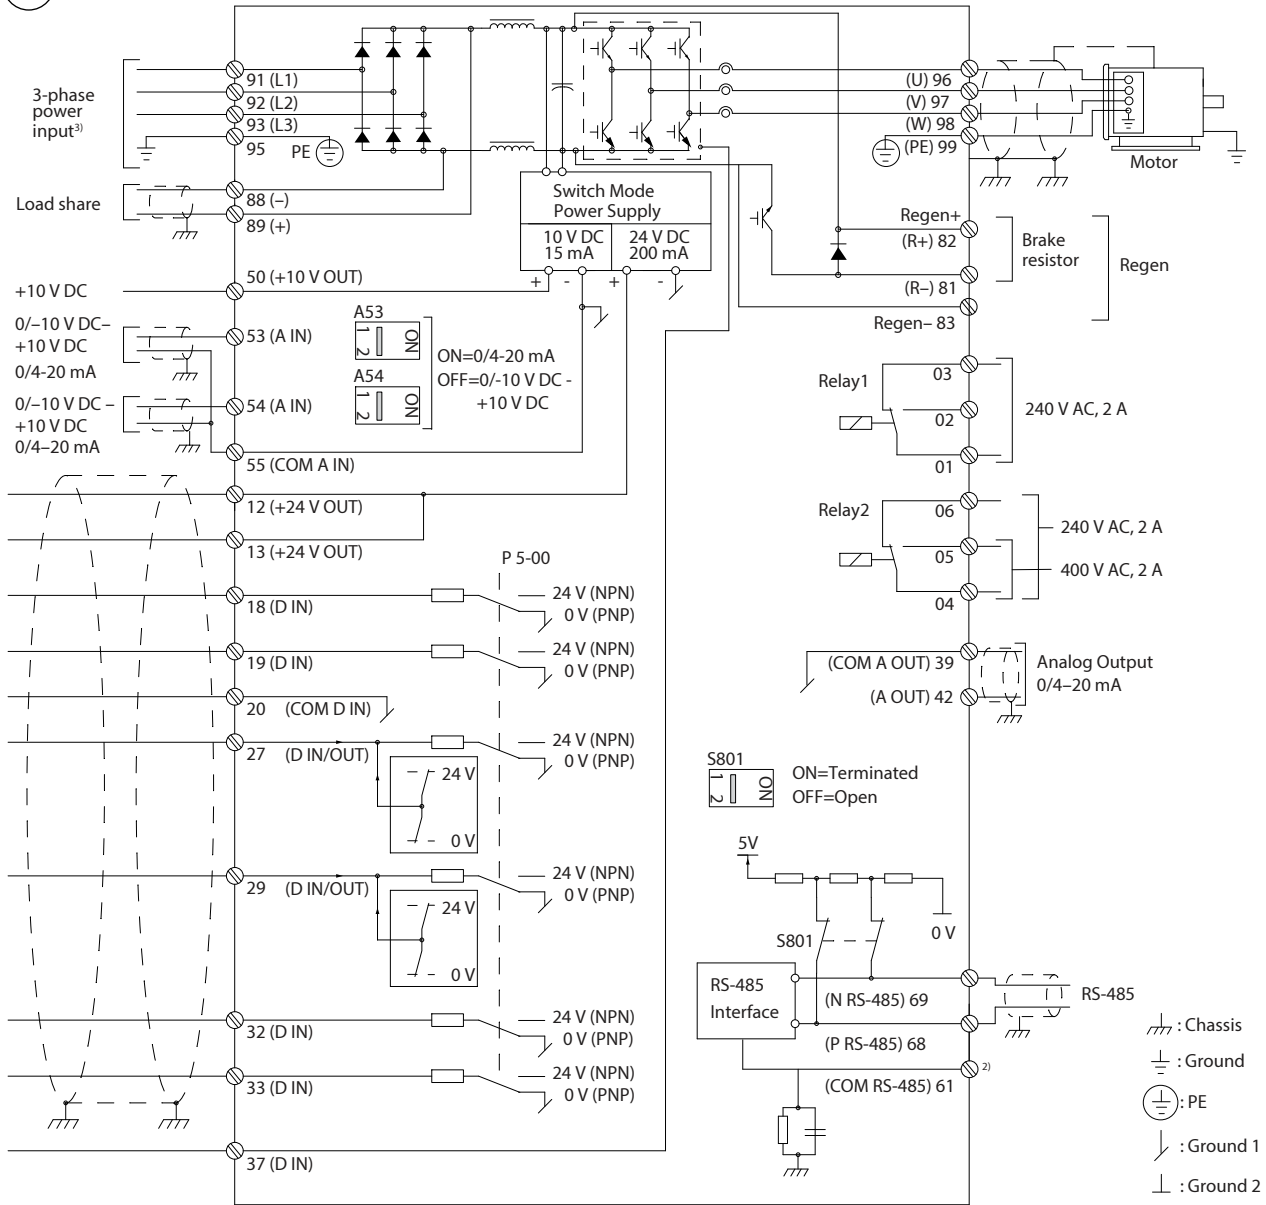 3-phase
power
input3)
91 (L1)
92 (L2)
93 (L3)
95
PE
Load share
88 (–)
89 (+)
+10 V DC
50 (+10 V OUT)
0/–10 V DC–
+10 V DC
0/4-20 mA
53 (A IN)
0/–10 V DC –
+10 V DC
0/4–20 mA
54 (A IN)
55 (COM A IN)
12 (+24 V OUT)
13 (+24 V OUT)
Switch Mode
Power Supply
10 V DC
15 mA
24 V DC
200 mA
+ - + -
A53
1 2
ON
A54
1 2
ON
ON=0/4-20 mA
OFF=0/-10 V DC -
+10 V DC
P 5-00
18 (D IN)
24 V (NPN)
0 V (PNP)
19 (D IN)
24 V (NPN)
0 V (PNP)
20 (COM D IN)
27 (D IN/OUT)
24 V (NPN)
0 V (PNP)
24 V
0 V
29 (D IN/OUT)
24 V (NPN)
0 V (PNP)
24 V
0 V
32 (D IN)
24 V (NPN)
0 V (PNP)
33 (D IN)
24 V (NPN)
0 V (PNP)
37 (D IN)
(U) 96
(V) 97
(W) 98
(PE) 99
Motor
Regen+
(R+) 82
Brake
resistor
Regen
(R–) 81
Regen– 83
Relay1
03
02
01
240 V AC, 2 A
Relay2
06
05
04
240 V AC, 2 A
400 V AC, 2 A
(COM A OUT) 39
(A OUT) 42
Analog Output
0/4–20 mA
S801
1 2
ON
ON=Terminated
OFF=Open
5V
0 V
S801
RS-485
Interface
(N RS-485) 69
(P RS-485) 68
(COM RS-485) 61
2)
RS-485
: Chassis
: Ground
: PE
: Ground 1
: Ground 2